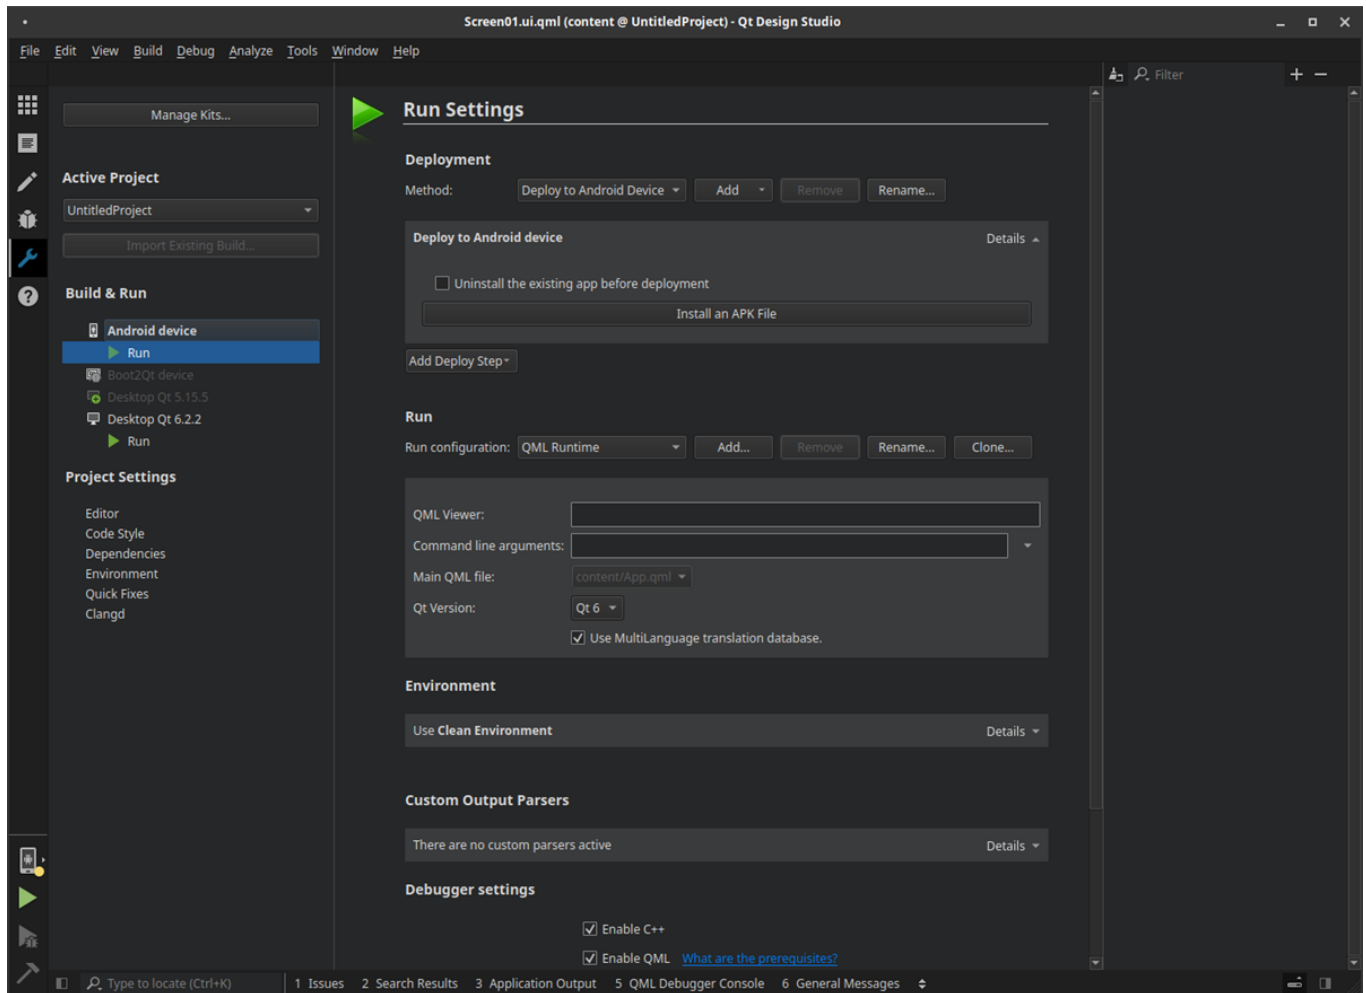 Screen01.ui.qml (content @ UntitledProject) - Qt Design Studio
File Edit View Build Debug Analyze Tools Window Help
Filter
Manage Kits...
Active Project
UntitledProject
Import Existing Build...
Build & Run
Android device
Run
Boot2Qt device
Desktop Qt 5.15.5
Desktop Qt 6.2.2
Run
Project Settings
Editor
Code Style
Dependencies
Environment
Quick Fixes
Clangd
Run Settings
Deployment
Method: Deploy to Android Device Add Remove Rename...
Deploy to Android device Details
Uninstall the existing app before deployment
Install an APK File
Add Deploy Step
Run
Run configuration: QML Runtime Add... Remove Rename... Clone...
QML Viewer:
Command line arguments:
Main QML file: content/App.qml
Qt Version: Qt 6
Use MultiLanguage translation database.
Environment
Use Clean Environment Details
Custom Output Parsers
There are no custom parsers active Details
Debugger settings
Enable C++
Enable QML What are the prerequisites?
Type to locate (Ctrl+K) 1 Issues 2 Search Results 3 Application Output 5 QML Debugger Console 6 General Messages